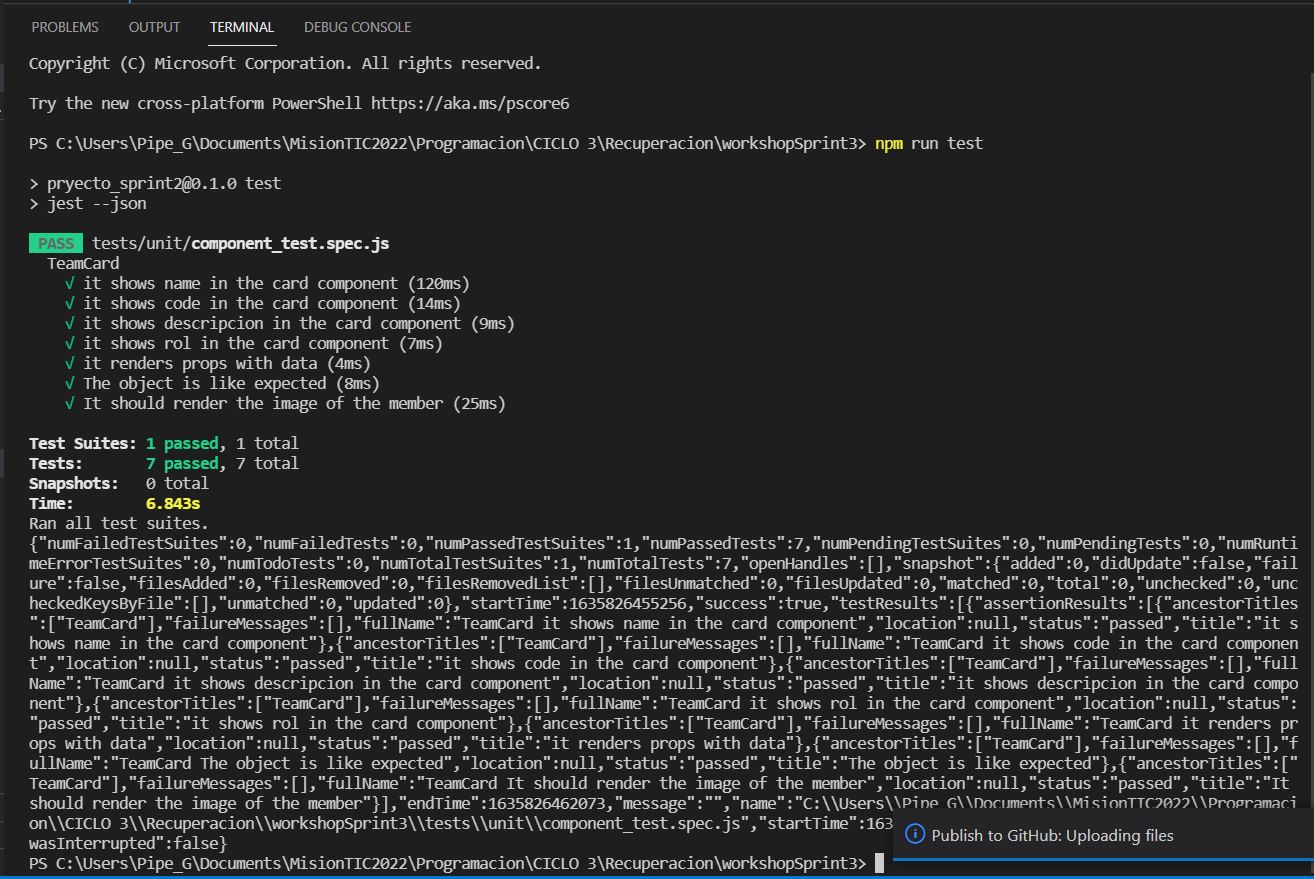 PROBLEMS OUTPUT TERMINAL DEBUG CONSOLE
Copyright (C) Microsoft Corporation. All rights reserved.
Try the new cross-platform PowerShell https://aka.ms/pscore6
PS C:\Users\Pipe_G\Documents\MisionTIC2022\Programacion\CICLO 3\Recuperacion\workshopSprint3> npm run test
> pryecto_sprint2@0.1.0 test
> jest --json
PASS tests/unit/component_test.spec.js
TeamCard
√ it shows name in the card component (120ms)
√ it shows code in the card component (14ms)
√ it shows descripcion in the card component (9ms)
√ it shows rol in the card component (7ms)
√ it renders props with data (4ms)
√ The object is like expected (8ms)
√ It should render the image of the member (25ms)
Test Suites: 1 passed, 1 total
Tests: 7 passed, 7 total
Snapshots: 0 total
Time: 6.843s
Ran all test suites.
{"numFailedTestSuites":0,"numFailedTests":0,"numPassedTestSuites":1,"numPassedTests":7,"numPendingTestSuites":0,"numPendingTests":0,"numRunti
meErrorTestSuites":0,"numTodoTests":0,"numTotalTestSuites":1,"numTotalTests":7,"openHandles":[],"snapshot":{"added":0,"didUpdate":false,"fail
ure":false,"filesAdded":0,"filesRemoved":0,"filesRemovedList":[],"filesUnmatched":0,"filesUpdated":0,"matched":0,"total":0,"unchecked":0,"unc
heckedKeysByFile":[],"unmatched":0,"updated":0},"startTime":1635826455256,"success":true,"testResults":[{"assertionResults":[{"ancestorTitles
":["TeamCard"],"failureMessages":[],"fullName":"TeamCard it shows name in the card component","location":null,"status":"passed","title":"it s
hows name in the card component"},{"ancestorTitles":["TeamCard"],"failureMessages":[],"fullName":"TeamCard it shows code in the card componen
t","location":null,"status":"passed","title":"it shows code in the card component"},{"ancestorTitles":["TeamCard"],"failureMessages":[],"full
Name":"TeamCard it shows descripcion in the card component","location":null,"status":"passed","title":"it shows descripcion in the card compo
nent"},{"ancestorTitles":["TeamCard"],"failureMessages":[],"fullName":"TeamCard it shows rol in the card component","location":null,"status":
"passed","title":"it shows rol in the card component"},{"ancestorTitles":["TeamCard"],"failureMessages":[],"fullName":"TeamCard it renders pr
ops with data","location":null,"status":"passed","title":"it renders props with data"},{"ancestorTitles":["TeamCard"],"failureMessages":[],"f
ullName":"TeamCard The object is like expected","location":null,"status":"passed","title":"The object is like expected"},{"ancestorTitles":["
TeamCard"],"failureMessages":[],"fullName":"TeamCard It should render the image of the member","location":null,"status":"passed","title":"It
should render the image of the member"}],"endTime":1635826462073,"message":"","name":"C:\\Users\\Pipe_G\\Documents\\MisionTIC2022\\Programaci
on\\CICLO 3\\Recuperacion\\workshopSprint3\\tests\\unit\\component_test.spec.js","startTime":163
wasInterrupted":false}
Publish to GitHub: Uploading files
PS C:\Users\Pipe_G\Documents\MisionTIC2022\Programacion\CICLO 3\Recuperacion\workshopSprint3>